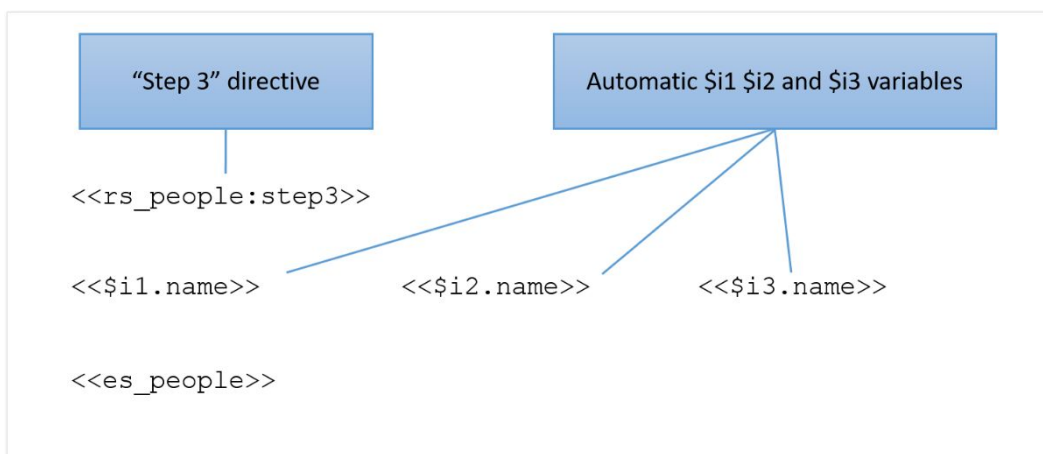 “Step 3” directive
Automatic $i1 $i2 and $i3 variables
<<rs_people:step3>>
<<$i1.name>> <<$i2.name>> <<$i3.name>>
<<es_people>>